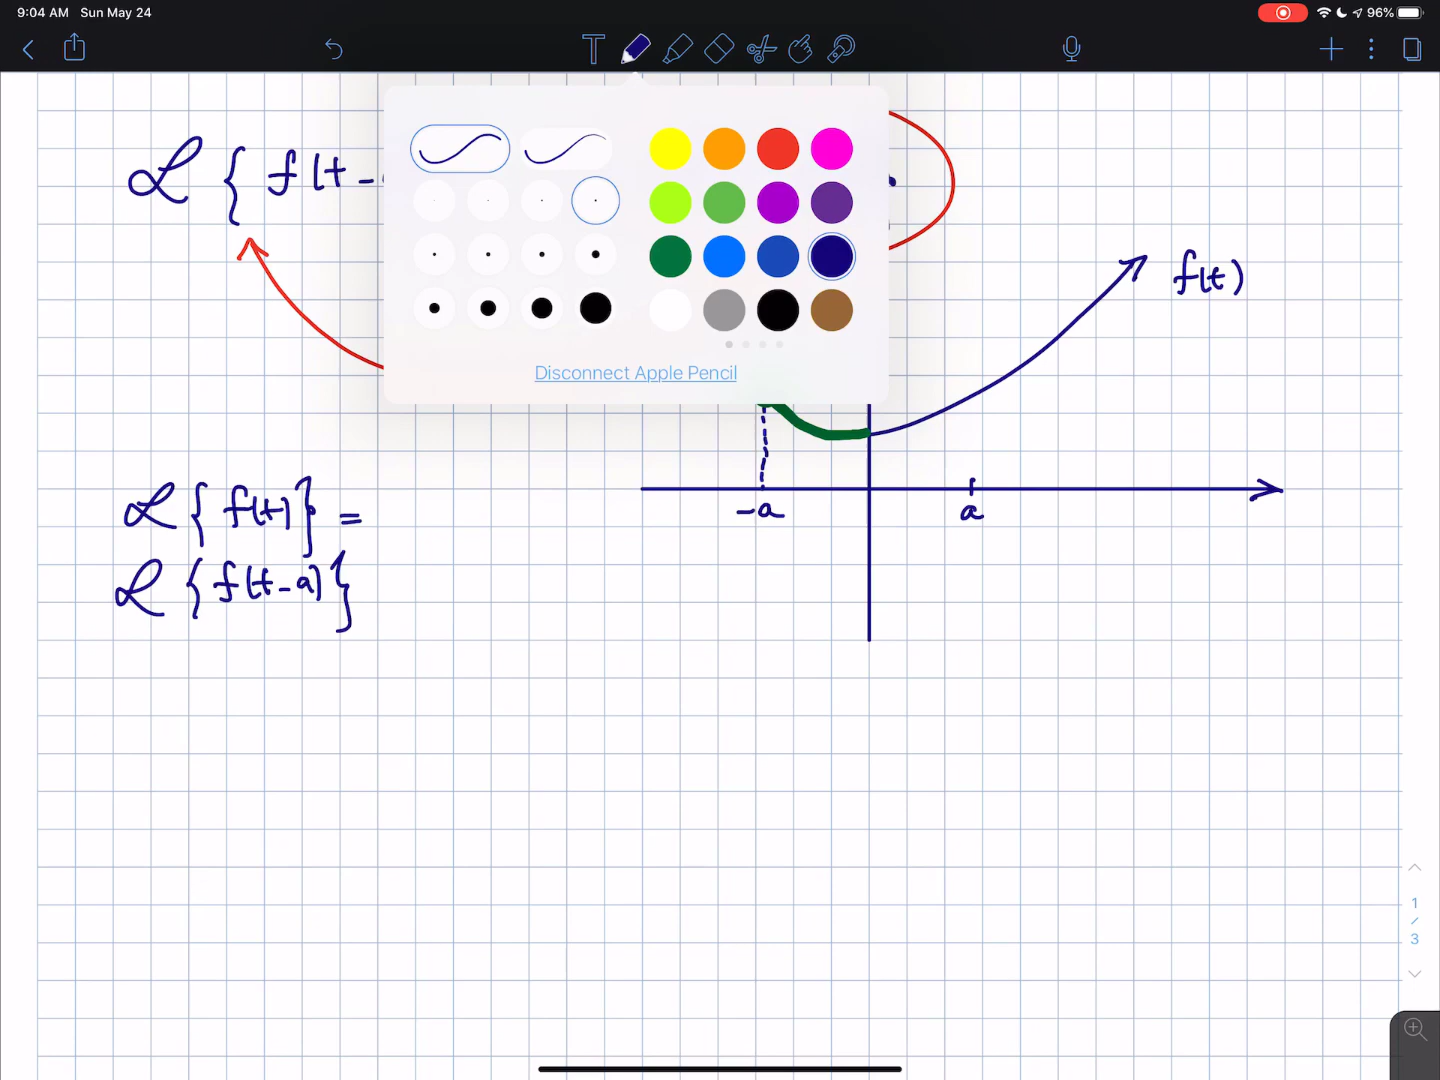 9:04 AM Sun May 24
96%
T
ℒ { f(t -
f(t)
Disconnect Apple Pencil
-a
a
ℒ { f(t) } =
ℒ { f(t - a) }
1
/
3